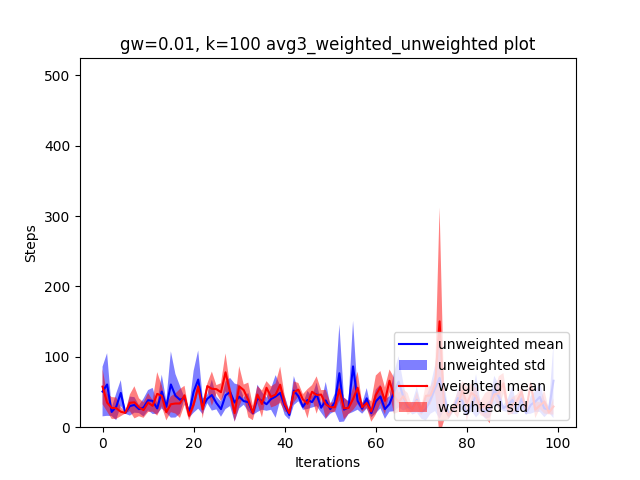 gw=0.01, k=100 avg3_weighted_unweighted plot
500
400
300
200
100
0
Steps
unweighted mean
unweighted std
weighted mean
weighted std
0 20 40 60 80 100
Iterations